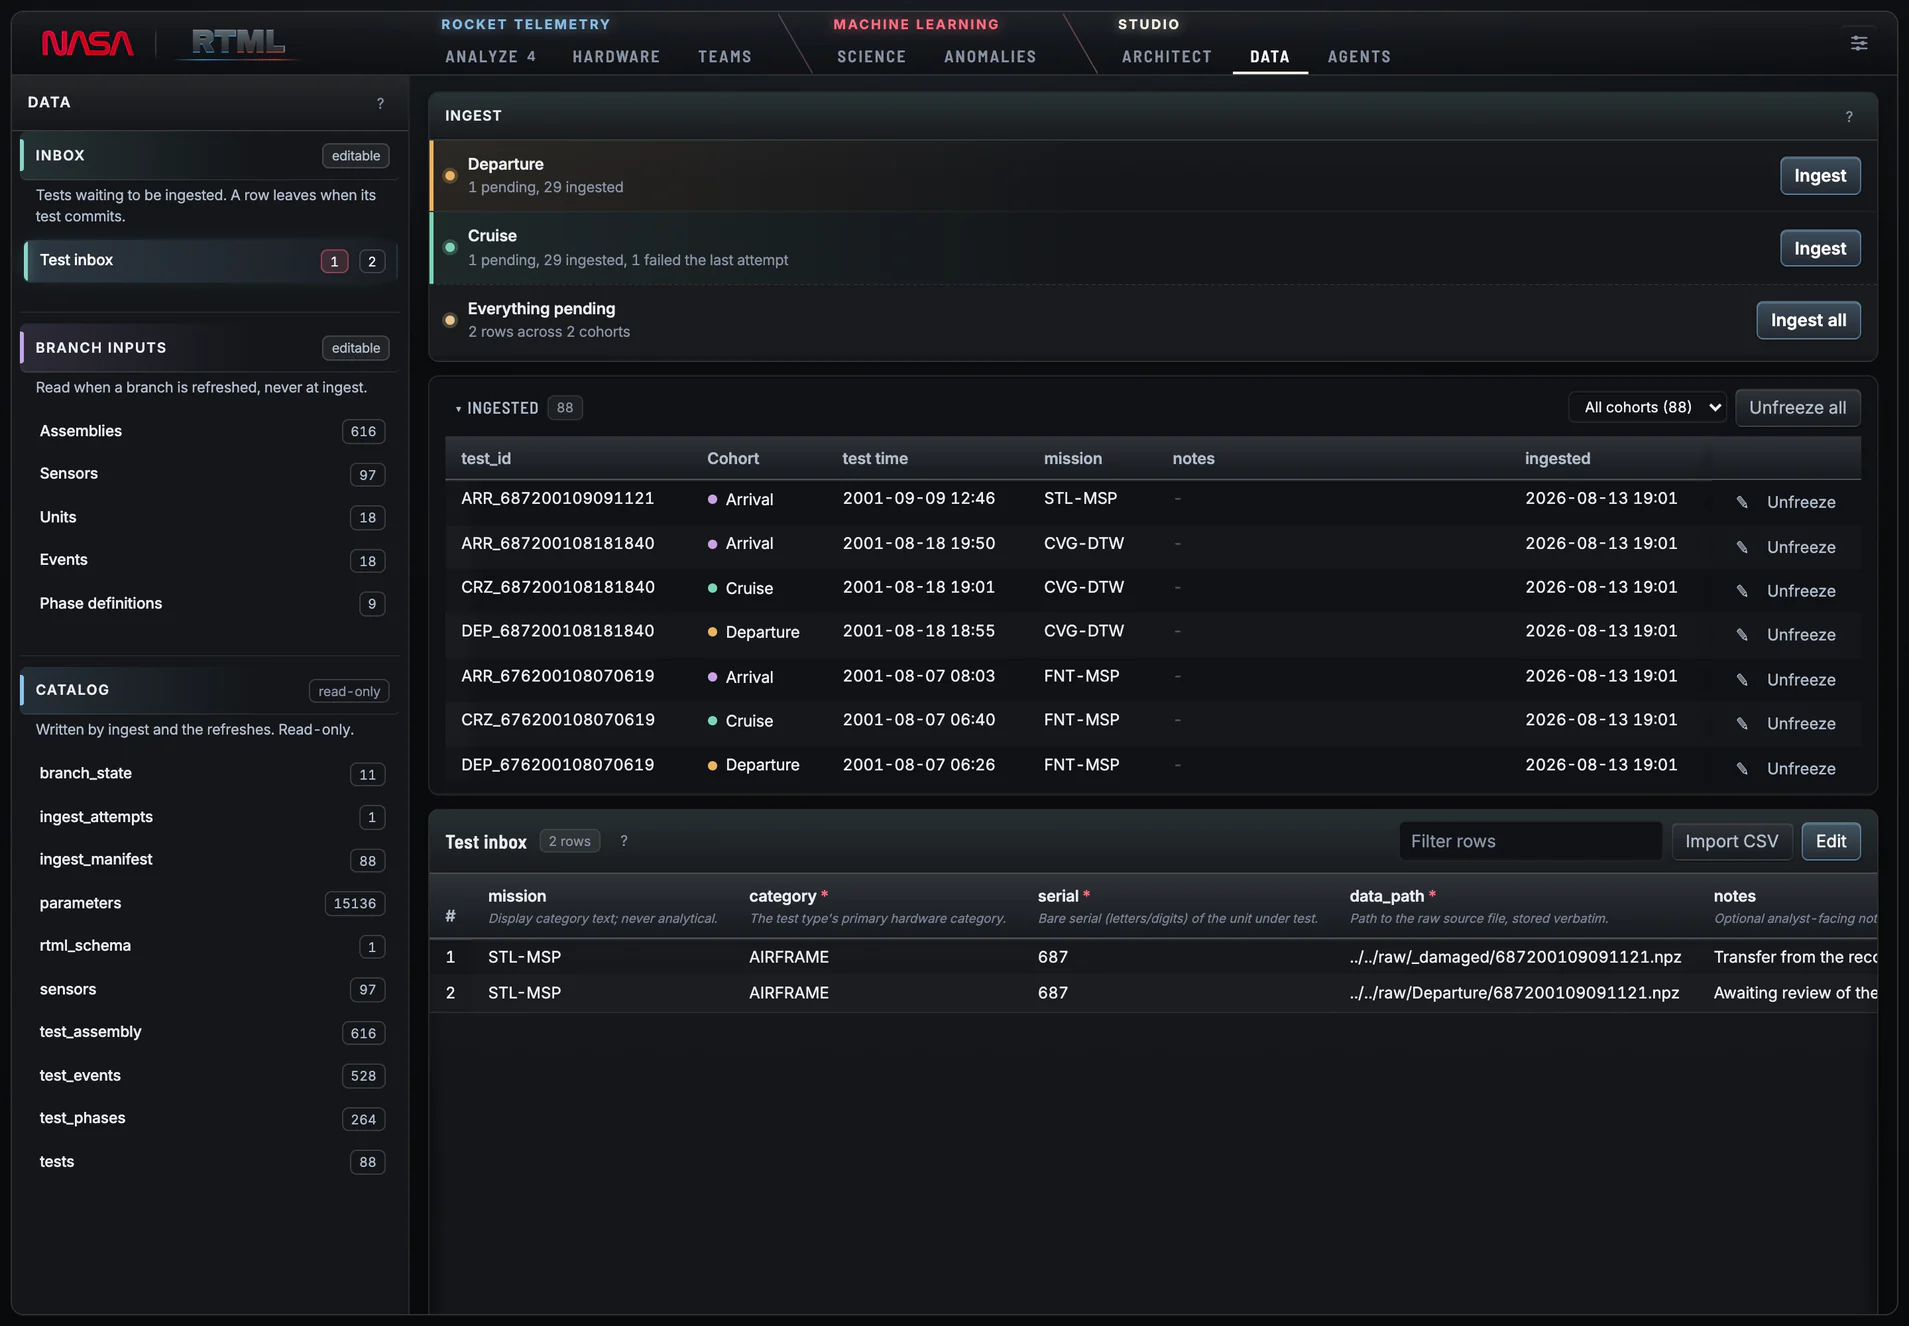 NASA
RTML
ROCKET TELEMETRY
ANALYZE 4
HARDWARE
TEAMS
MACHINE LEARNING
SCIENCE
ANOMALIES
STUDIO
ARCHITECT
DATA
AGENTS
DATA
?
INBOX
editable
Tests waiting to be ingested. A row leaves when its
test commits.
Test inbox
1
2
BRANCH INPUTS
editable
Read when a branch is refreshed, never at ingest.
Assemblies 616
Sensors 97
Units 18
Events 18
Phase definitions 9
CATALOG
read-only
Written by ingest and the refreshes. Read-only.
branch_state 11
ingest_attempts 1
ingest_manifest 88
parameters 15136
rtml_schema 1
sensors 97
test_assembly 616
test_events 528
test_phases 264
tests 88
INGEST
?
Departure
1 pending, 29 ingested
Ingest
Cruise
1 pending, 29 ingested, 1 failed the last attempt
Ingest
Everything pending
2 rows across 2 cohorts
Ingest all
▾ INGESTED 88
All cohorts (88)
Unfreeze all
test_id Cohort test time mission notes ingested
ARR_687200109091121 Arrival 2001-09-09 12:46 STL-MSP - 2026-08-13 19:01 ✎ Unfreeze
ARR_687200108181840 Arrival 2001-08-18 19:50 CVG-DTW - 2026-08-13 19:01 ✎ Unfreeze
CRZ_687200108181840 Cruise 2001-08-18 19:01 CVG-DTW - 2026-08-13 19:01 ✎ Unfreeze
DEP_687200108181840 Departure 2001-08-18 18:55 CVG-DTW - 2026-08-13 19:01 ✎ Unfreeze
ARR_676200108070619 Arrival 2001-08-07 08:03 FNT-MSP - 2026-08-13 19:01 ✎ Unfreeze
CRZ_676200108070619 Cruise 2001-08-07 06:40 FNT-MSP - 2026-08-13 19:01 ✎ Unfreeze
DEP_676200108070619 Departure 2001-08-07 06:26 FNT-MSP - 2026-08-13 19:01 ✎ Unfreeze
Test inbox
2 rows
?
Filter rows
Import CSV
Edit
# mission category * serial * data_path * notes
Display category text; never analytical. The test type's primary hardware category. Bare serial (letters/digits) of the unit under test. Path to the raw source file, stored verbatim. Optional analyst-facing not
1 STL-MSP AIRFRAME 687 ../../raw/_damaged/687200109091121.npz Transfer from the reco
2 STL-MSP AIRFRAME 687 ../../raw/Departure/687200109091121.npz Awaiting review of the